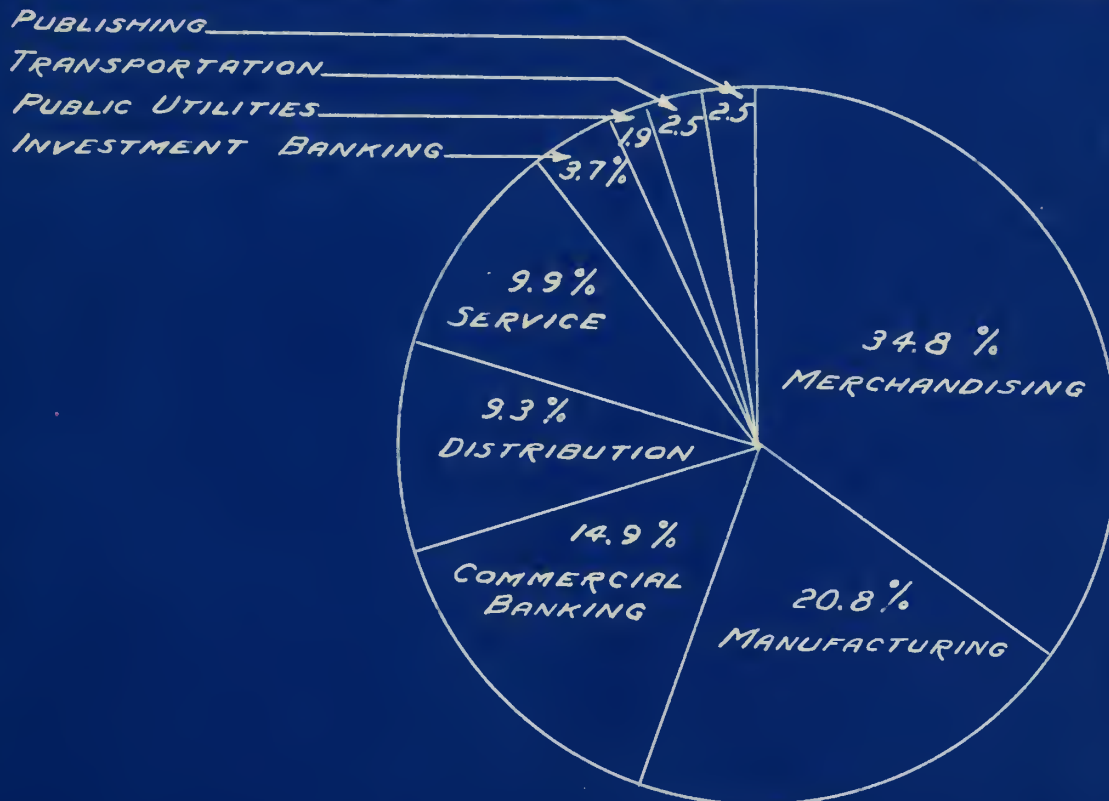 PUBLISHING
TRANSPORTATION
PUBLIC UTILITIES
INVESTMENT BANKING
2.5
2.5
1.9
3.7%
9.9%
SERVICE
34.8 %
MERCHANDISING
9.3%
DISTRIBUTION
14.9%
COMMERCIAL
BANKING
20.8%
MANUFACTURING